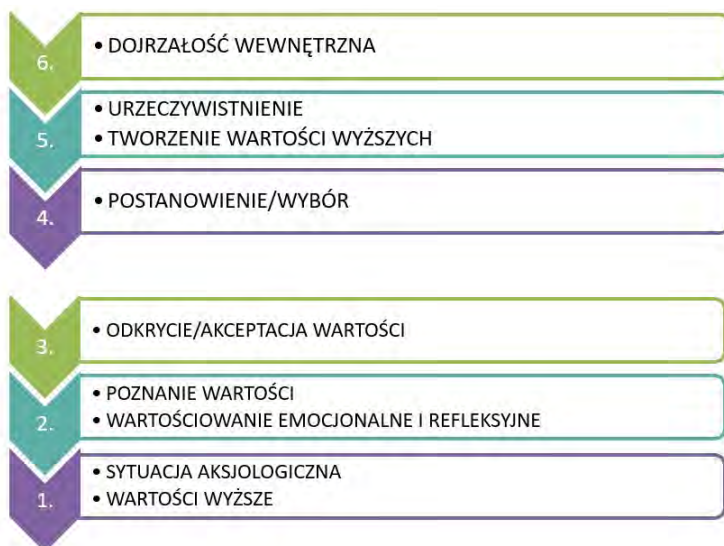 6.
• DOJRZAŁOŚĆ WEWNĘTRZNA
5.
• URZECZYWISTNIENIE
• TWORZENIE WARTOŚCI WYŻSZYCH
4.
• POSTANOWIENIE/WYBÓR
3.
• ODKRYCIE/AKCEPTACJA WARTOŚCI
2.
• POZNANIE WARTOŚCI
• WARTOŚCIOWANIE EMOCJONALNE I REFLEKSYJNE
1.
• SYTUACJA AKSJOLOGICZNA
• WARTOŚCI WYŻSZE